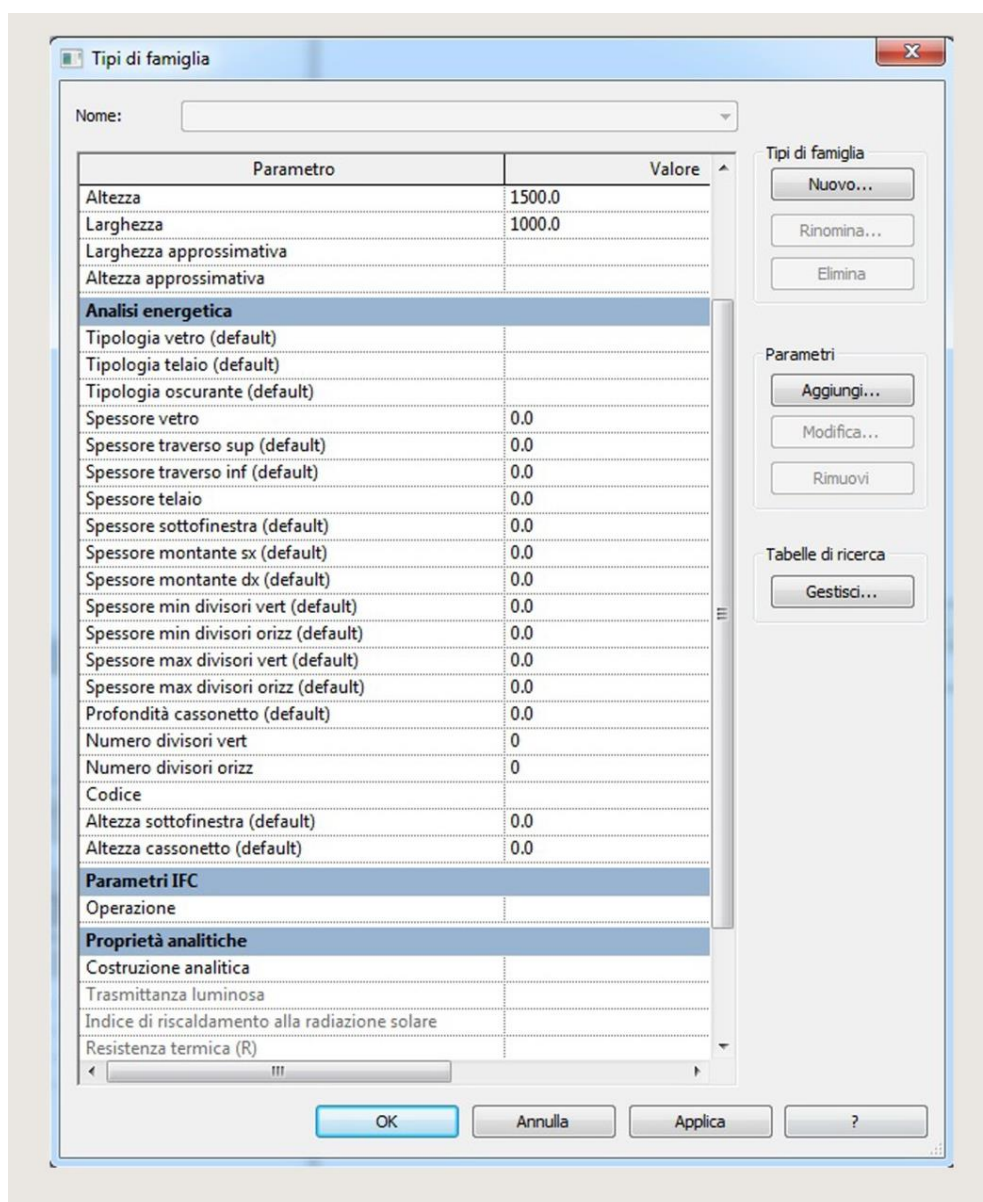 Tipi di famiglia
Nome:
Parametro Valore
Altezza 1500.0
Larghezza 1000.0
Larghezza approssimativa
Altezza approssimativa
Analisi energetica
Tipologia vetro (default)
Tipologia telaio (default)
Tipologia oscurante (default)
Spessore vetro 0.0
Spessore traverso sup (default) 0.0
Spessore traverso inf (default) 0.0
Spessore telaio 0.0
Spessore sottofinestra (default) 0.0
Spessore montante sx (default) 0.0
Spessore montante dx (default) 0.0
Spessore min divisori vert (default) 0.0
Spessore min divisori orizz (default) 0.0
Spessore max divisori vert (default) 0.0
Spessore max divisori orizz (default) 0.0
Profondità cassonetto (default) 0.0
Numero divisori vert 0
Numero divisori orizz 0
Codice
Altezza sottofinestra (default) 0.0
Altezza cassonetto (default) 0.0
Parametri IFC
Operazione
Proprietà analitiche
Costruzione analitica
Trasmittanza luminosa
Indice di riscaldamento alla radiazione solare
Resistenza termica (R)
Tipi di famiglia
Nuovo...
Rinomina...
Elimina
Parametri
Aggiungi...
Modifica...
Rimuovi
Tabelle di ricerca
Gestisci...
OK Annulla Applica ?